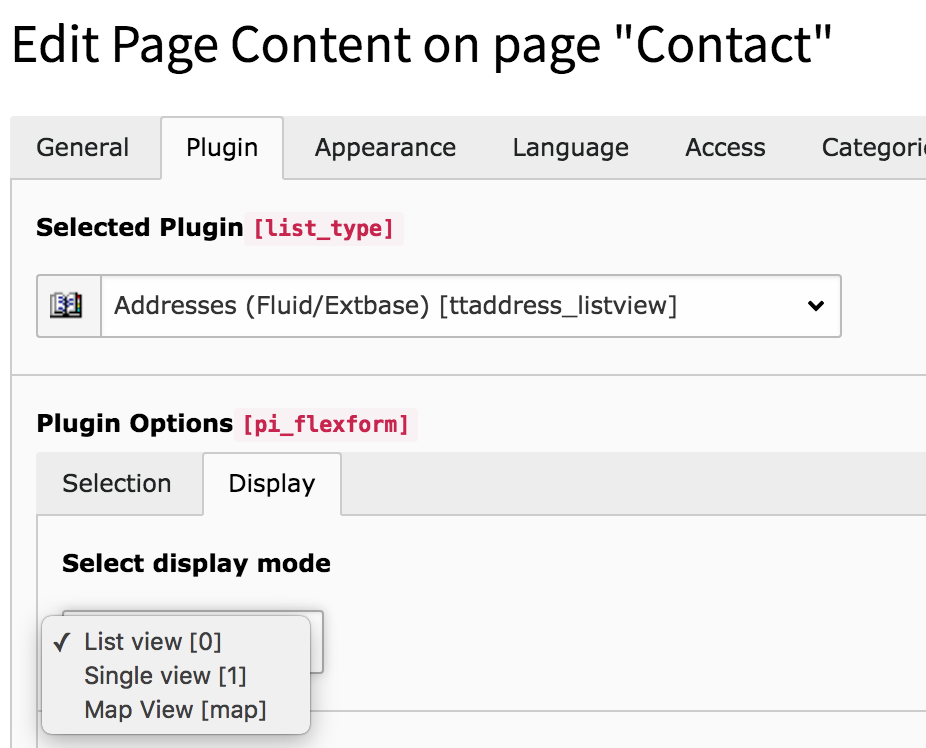 Edit Page Content on page "Contact"
General Plugin Appearance Language Access Categori
Selected Plugin [list_type]
Addresses (Fluid/Extbase) [ttaddress_listview]
Plugin Options [pi_flexform]
Selection Display
Select display mode
✓ List view [0]
Single view [1]
Map View [map]